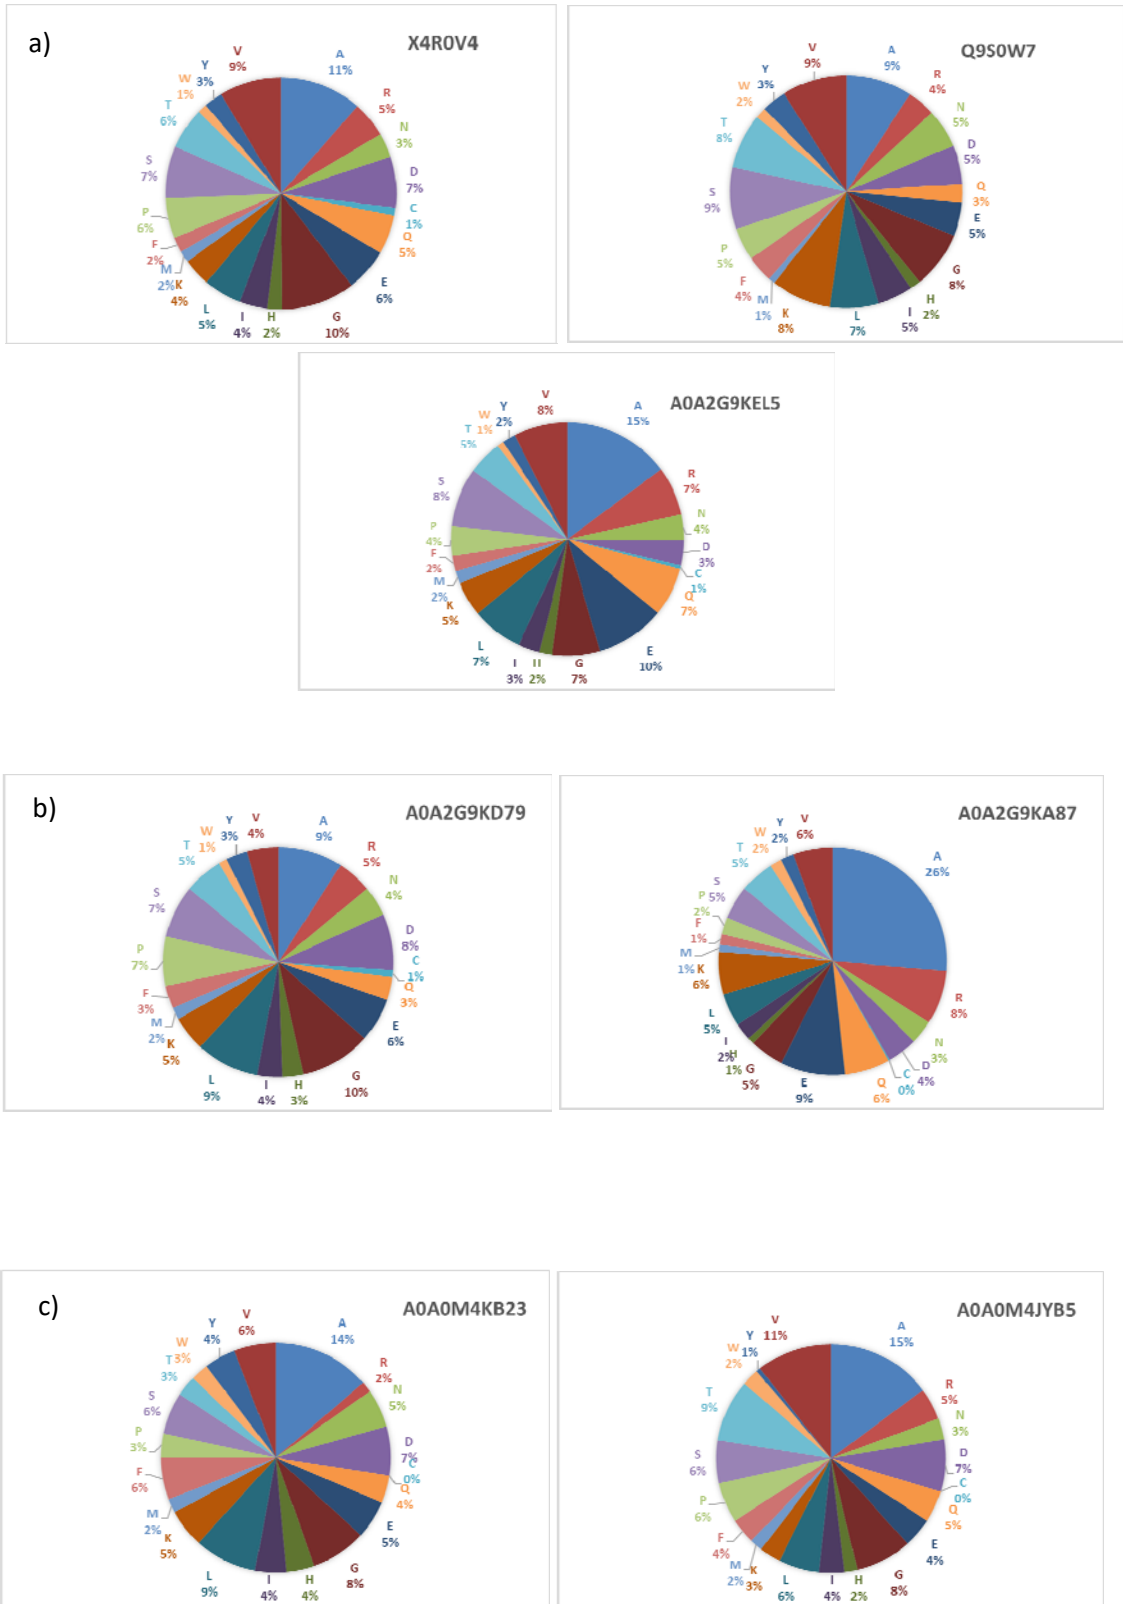 a)
X4R0V4
A
11%
R
5%
N
3%
D
7%
C
1%
Q
5%
E
6%
G
10%
H
2%
I
4%
L
5%
K
4%
M
2%
F
2%
P
6%
S
7%
T
6%
W
1%
Y
3%
V
9%
Q9S0W7
A
9%
R
4%
N
5%
D
5%
Q
3%
E
5%
G
8%
H
2%
I
5%
L
7%
K
8%
M
1%
F
4%
P
5%
S
9%
T
8%
W
2%
Y
3%
V
9%
A0A2G9KEL5
A
15%
R
7%
N
4%
D
3%
C
1%
Q
7%
E
10%
G
7%
H
2%
I
3%
L
7%
K
5%
M
2%
F
2%
P
4%
S
8%
T
5%
W
1%
Y
2%
V
8%
b)
A0A2G9KD79
A
9%
R
5%
N
4%
D
8%
C
1%
Q
3%
E
6%
G
10%
H
3%
I
4%
L
9%
K
5%
M
2%
F
3%
P
7%
S
7%
T
5%
W
1%
Y
3%
V
4%
A0A2G9KA87
A
26%
R
8%
N
3%
D
4%
C
0%
Q
6%
E
9%
G
5%
H
1%
I
2%
L
5%
K
6%
M
1%
F
1%
P
2%
S
5%
T
5%
W
2%
Y
2%
V
6%
c)
A0A0M4KB23
A
14%
R
2%
N
5%
D
7%
C
0%
Q
4%
E
5%
G
8%
H
4%
I
4%
L
9%
K
5%
M
2%
F
6%
P
3%
S
6%
T
3%
W
3%
Y
4%
V
6%
A0A0M4JYB5
A
15%
R
5%
N
3%
D
7%
C
0%
Q
5%
E
4%
G
8%
H
2%
I
4%
L
6%
K
3%
M
2%
F
4%
P
6%
S
6%
T
9%
W
2%
Y
1%
V
11%